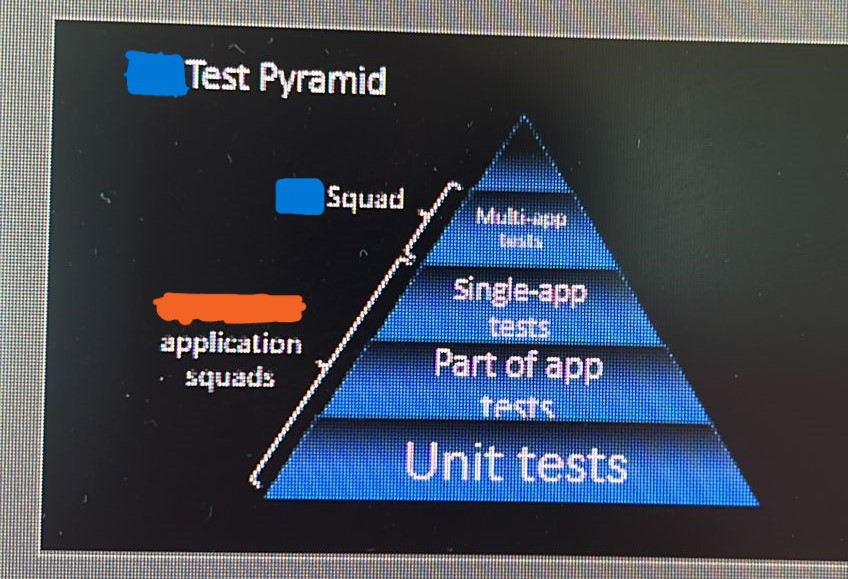 Test Pyramid
Squad
Multi-app
tests
Single-app
tests
application
squads
Part of app
tests
Unit tests